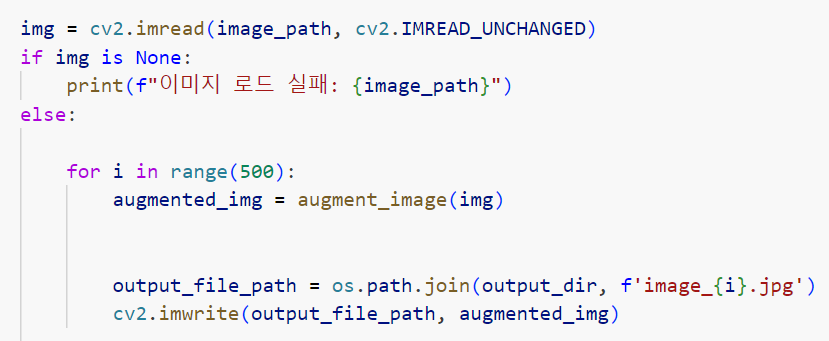 img = cv2.imread(image_path, cv2.IMREAD_UNCHANGED)
if img is None:
    print(f"이미지 로드 실패: {image_path}")
else:
    for i in range(500):
        augmented_img = augment_image(img)
        output_file_path = os.path.join(output_dir, f'image_{i}.jpg')
        cv2.imwrite(output_file_path, augmented_img)